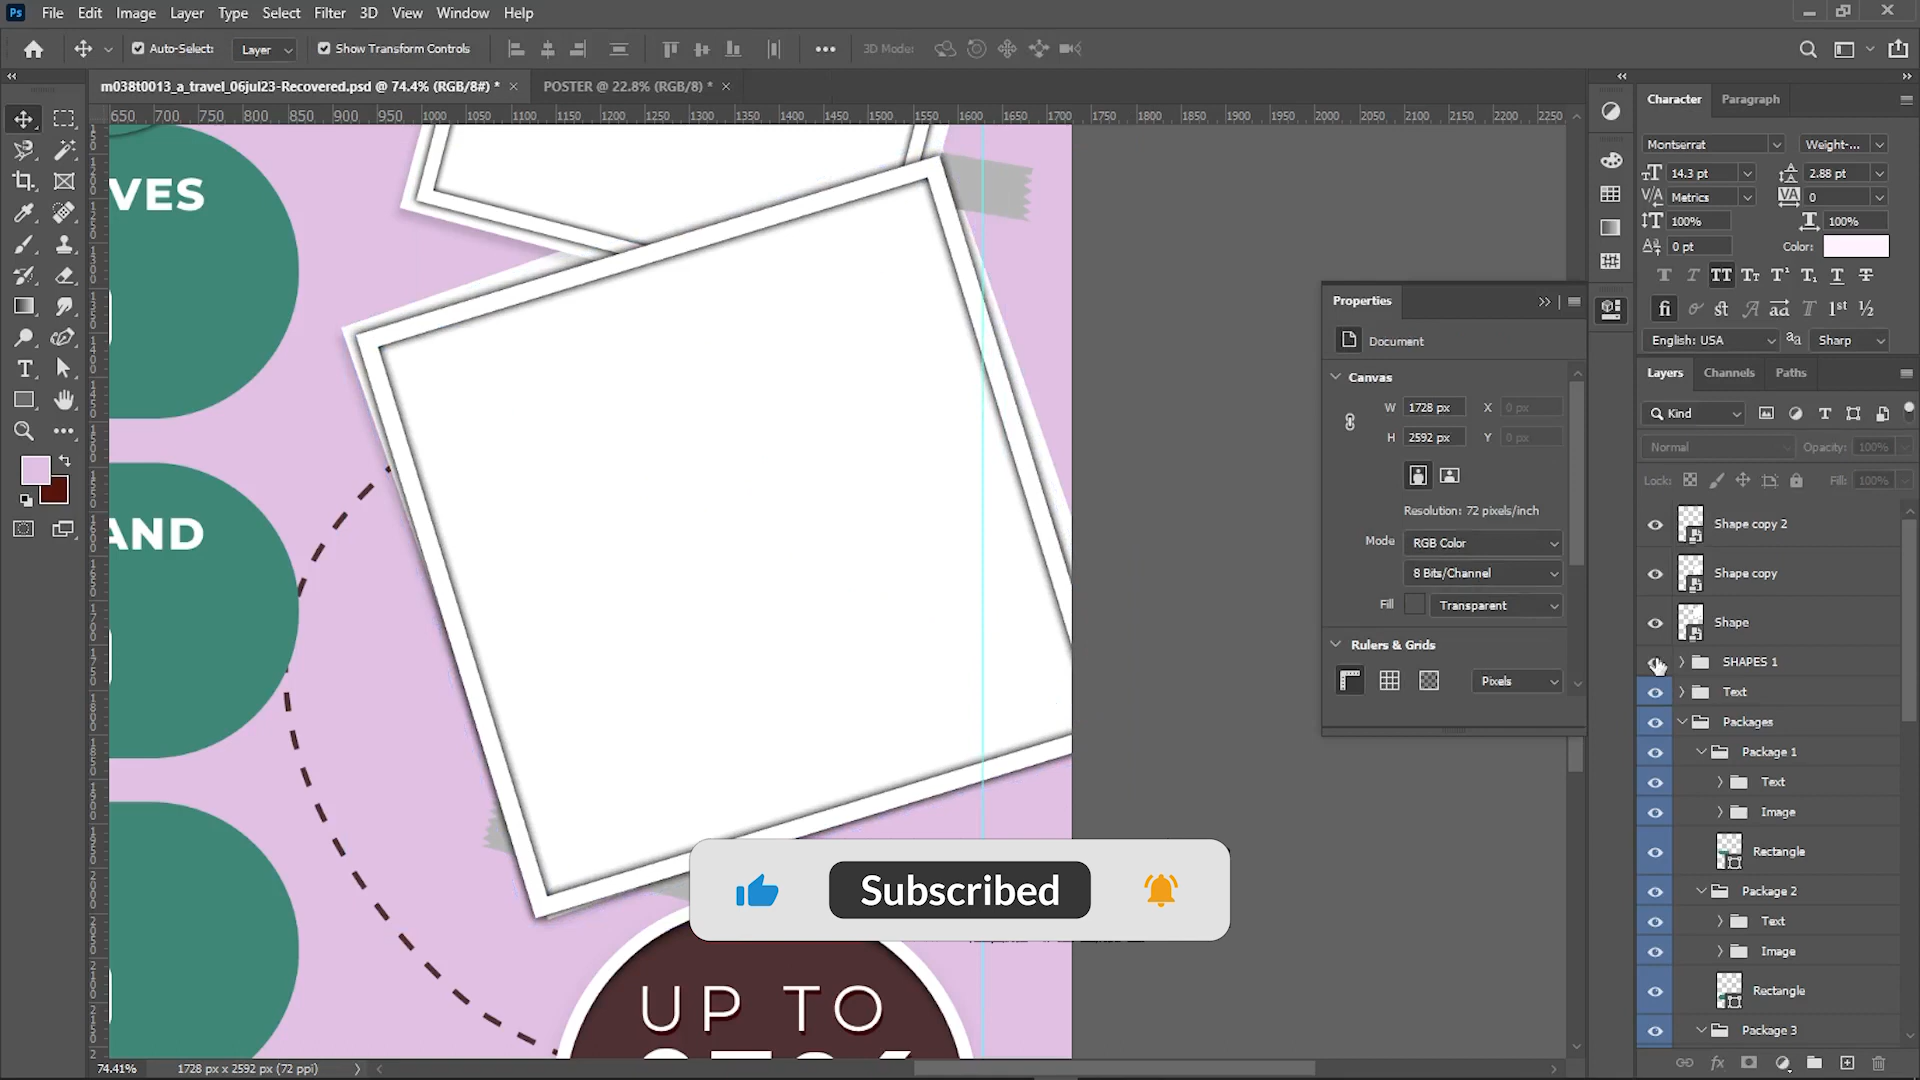 Ps File Edit Image Layer Type Select Filter 3D View Window Help
Auto-Select: Layer Show Transform Controls 3D Mode:
m038t0013_a_travel_06jul23-Recovered.psd @ 74.4% (RGB/8#) * POSTER @ 22.8% (RGB/8) *
650 700 750 800 850 900 950 1000 1050 1100 1150 1200 1250 1300 1350 1400 1450 1500 1550 1600 1650 1700 1750 1800 1850 1900 1950 2000 2050 2100 2150 2200 2250
VES
AND
UP TO
Subscribed
Properties
Document
Canvas
W 1728 px X 0 px
H 2592 px Y 0 px
Resolution: 72 pixels/inch
Mode RGB Color
8 Bits/Channel
Fill Transparent
Rulers & Grids
Pixels
Character Paragraph
Montserrat Weight-...
14.3 pt 2.88 pt
Metrics 0
100% 100%
0 pt Color:
English: USA Sharp
Layers Channels Paths
Kind
Normal Opacity: 100%
Lock: Fill: 100%
Shape copy 2
Shape copy
Shape
SHAPES 1
Text
Packages
Package 1
Text
Image
Rectangle
Package 2
Text
Image
Rectangle
Package 3
74.41% 1728 px x 2592 px (72 ppi)